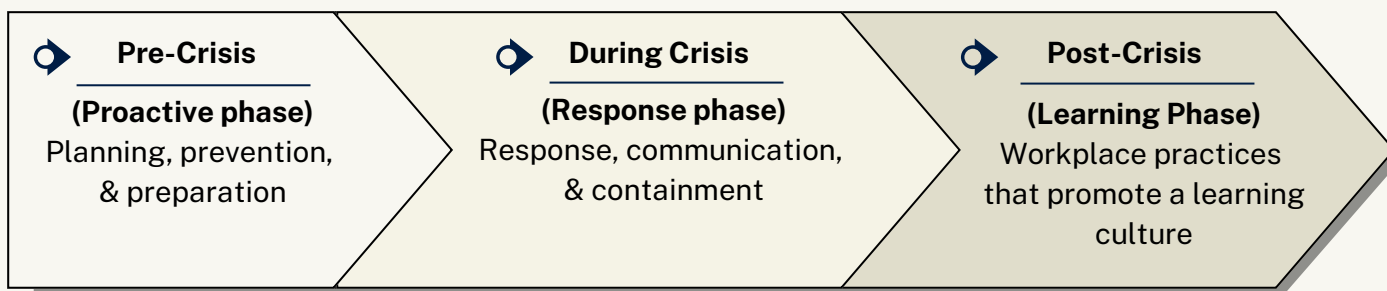 Pre-Crisis
(Proactive phase)
Planning, prevention,
& preparation
During Crisis
(Response phase)
Response, communication,
& containment
Post-Crisis
(Learning Phase)
Workplace practices
that promote a learning
culture